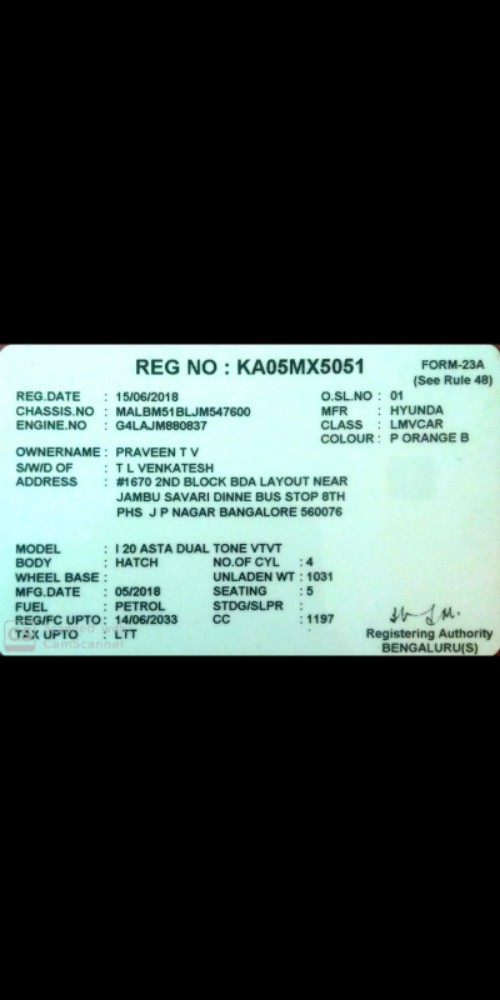 REG NO : KA05MX5051
FORM-23A
(See Rule 48)
REG.DATE : 15/06/2018 O.SL.NO : 01
CHASSIS.NO : MALBM51BLJM547600 MFR : HYUNDA
ENGINE.NO : G4LAJM880837 CLASS : LMVCAR
COLOUR : P ORANGE B
OWNERNAME : PRAVEEN T V
S/W/D OF : T L VENKATESH
ADDRESS : #1670 2ND BLOCK BDA LAYOUT NEAR
JAMBU SAVARI DINNE BUS STOP 8TH
PHS J P NAGAR BANGALORE 560076
MODEL : I 20 ASTA DUAL TONE VTVT
BODY : HATCH NO.OF CYL : 4
WHEEL BASE : UNLADEN WT : 1031
MFG.DATE : 05/2018 SEATING : 5
FUEL : PETROL STDG/SLPR :
REG/FC UPTO : 14/06/2033 CC : 1197
TAX UPTO : LTT
Registering Authority
BENGALURU(S)
CS
CamScanner